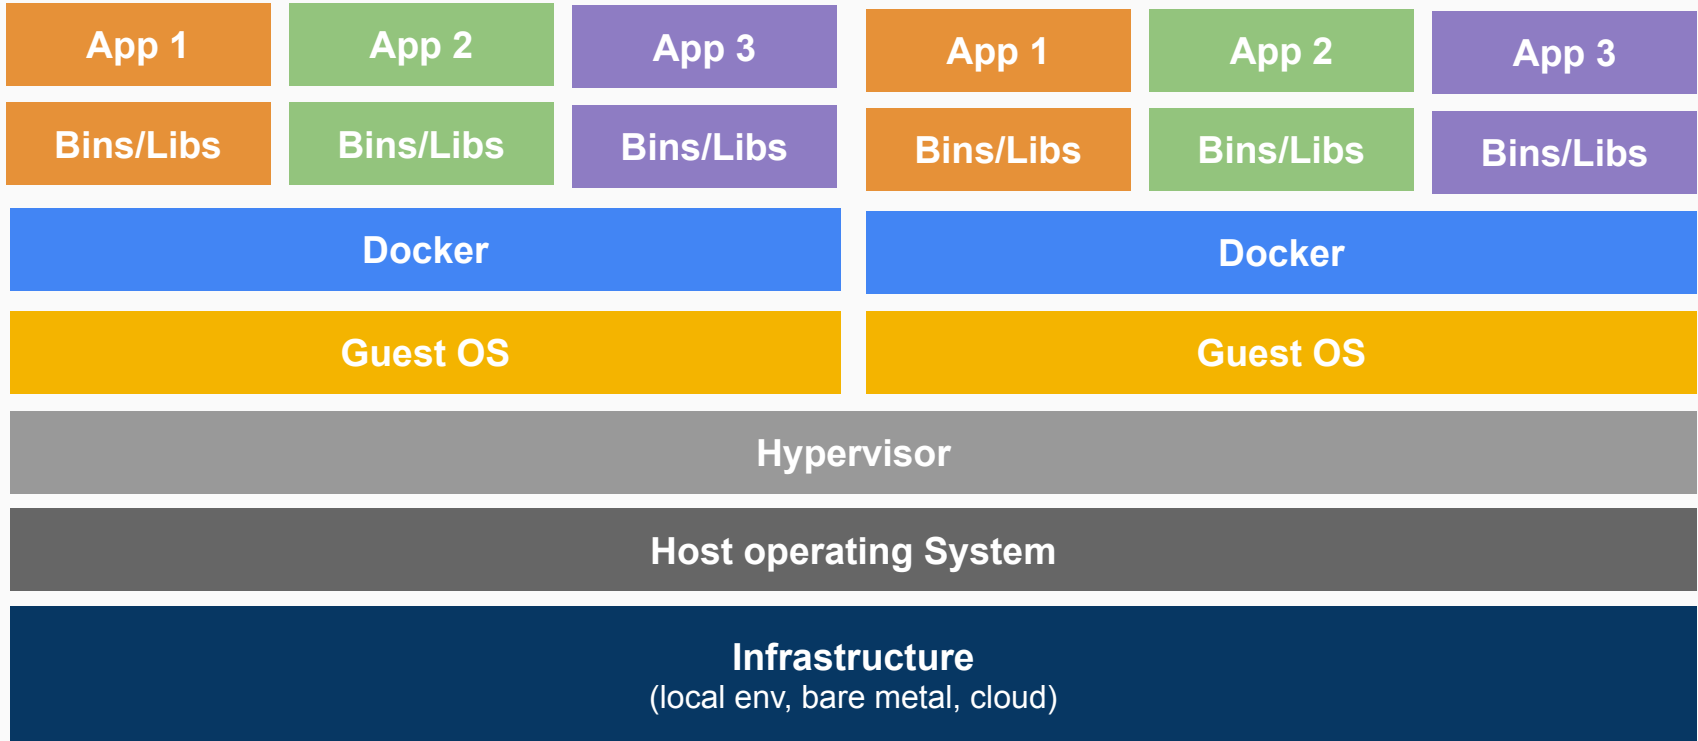 App 1
App 2
App 3
App 1
App 2
App 3
Bins/Libs
Bins/Libs
Bins/Libs
Bins/Libs
Bins/Libs
Bins/Libs
Docker
Docker
Guest OS
Guest OS
Hypervisor
Host operating System
Infrastructure
(local env, bare metal, cloud)